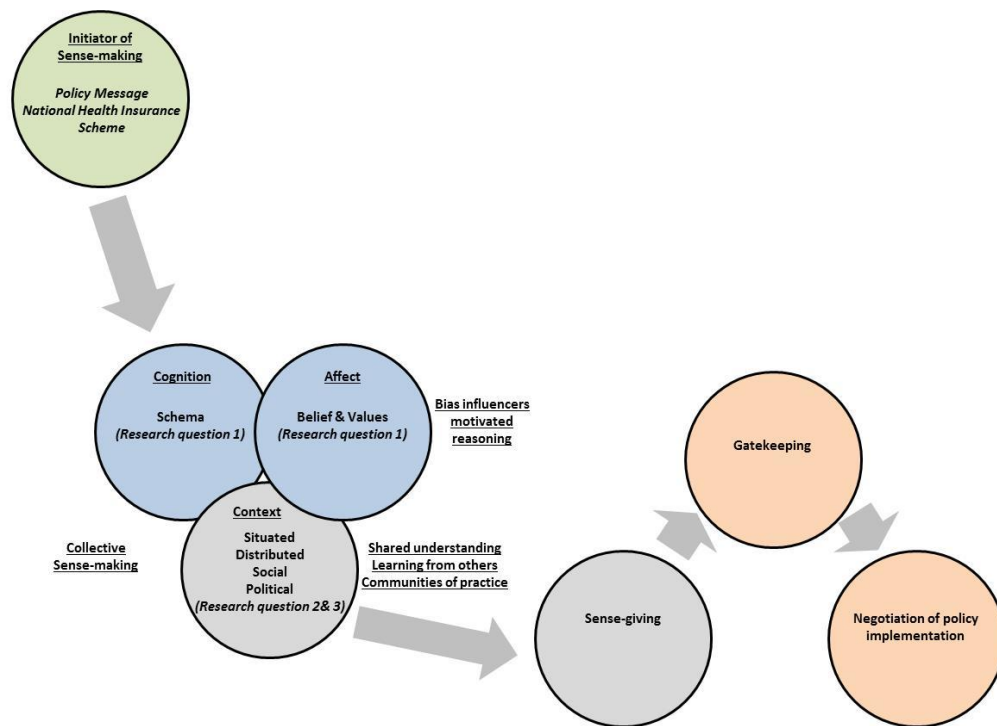 Initiator of
Sense-making
Policy Message
National Health Insurance
Scheme
Cognition
Schema
(Research question 1)
Affect
Belief & Values
(Research question 1)
Bias influencers
motivated
reasoning
Context
Situated
Distributed
Social
Political
(Research question 2& 3)
Collective
Sense-making
Shared understanding
Learning from others
Communities of practice
Sense-giving
Gatekeeping
Negotiation of policy
implementation